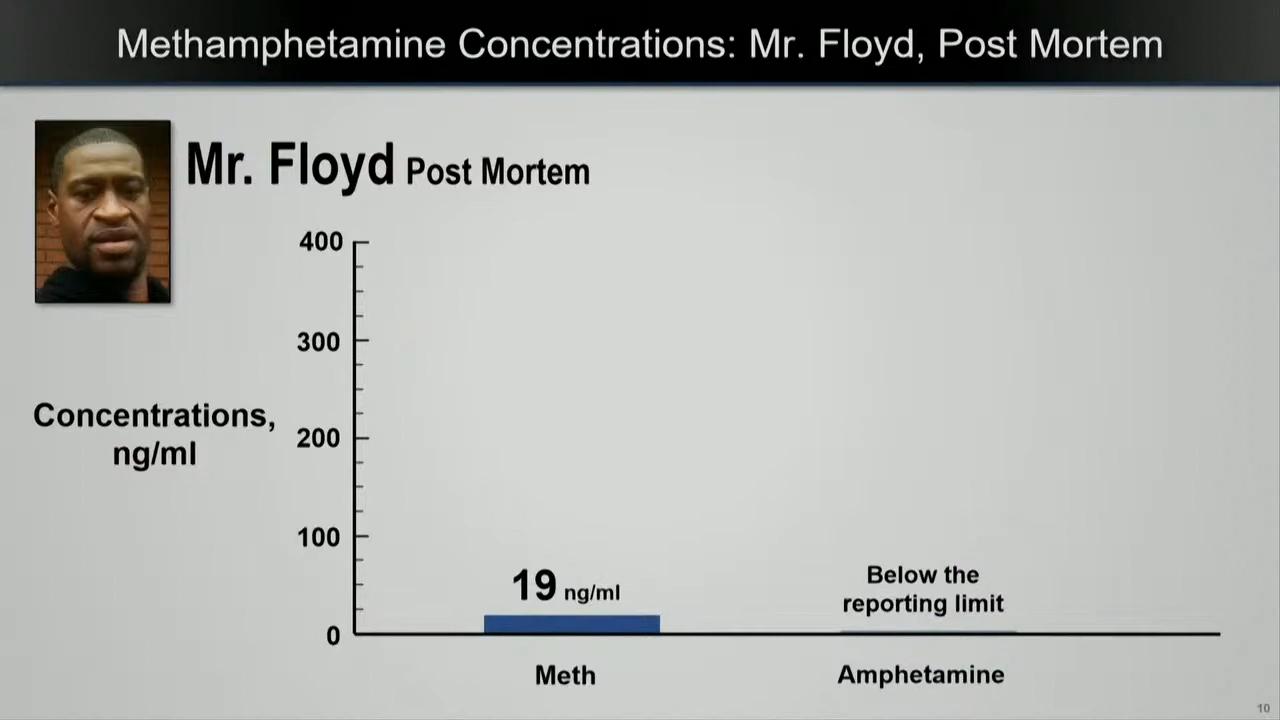 Methamphetamine Concentrations: Mr. Floyd, Post Mortem
Mr. Floyd Post Mortem
400
300
Concentrations,
ng/ml
200
100
0
19 ng/ml
Below the
reporting limit
Meth
Amphetamine
10